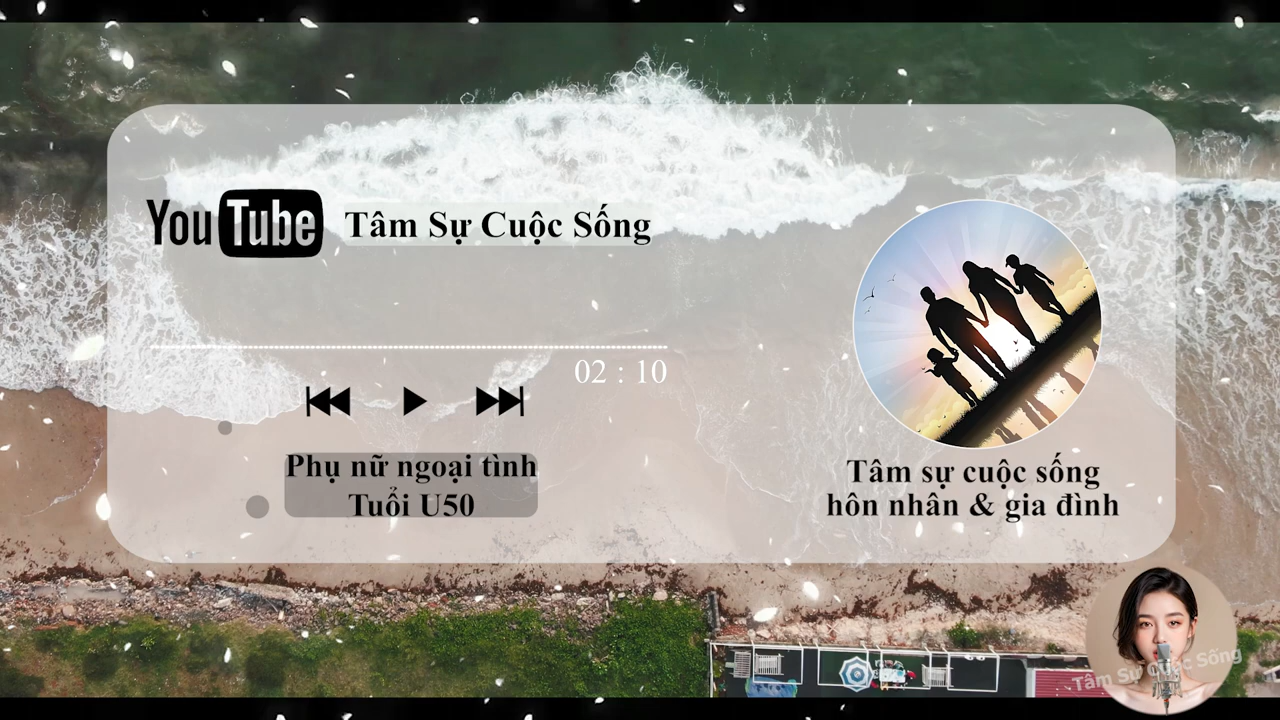 YouTube Tâm Sự Cuộc Sống
02 : 10
Phụ nữ ngoại tình
Tuổi U50
Tâm sự cuộc sống
hôn nhân & gia đình
Tâm Sự Cuộc Sống